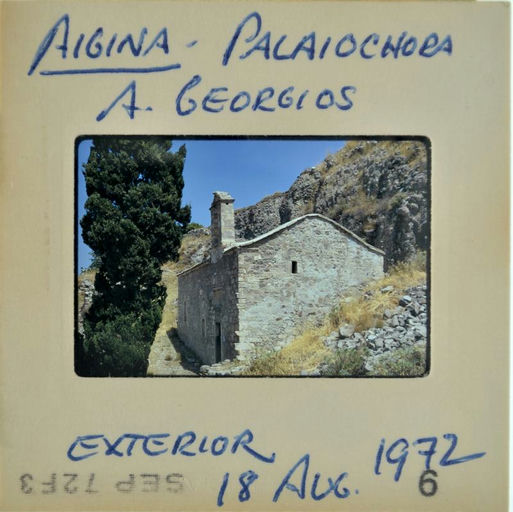 AIGINA - PALAIOCHORA
A. GEORGIOS
EXTERIOR
18 AUG. 1972
SEP 72F3
6